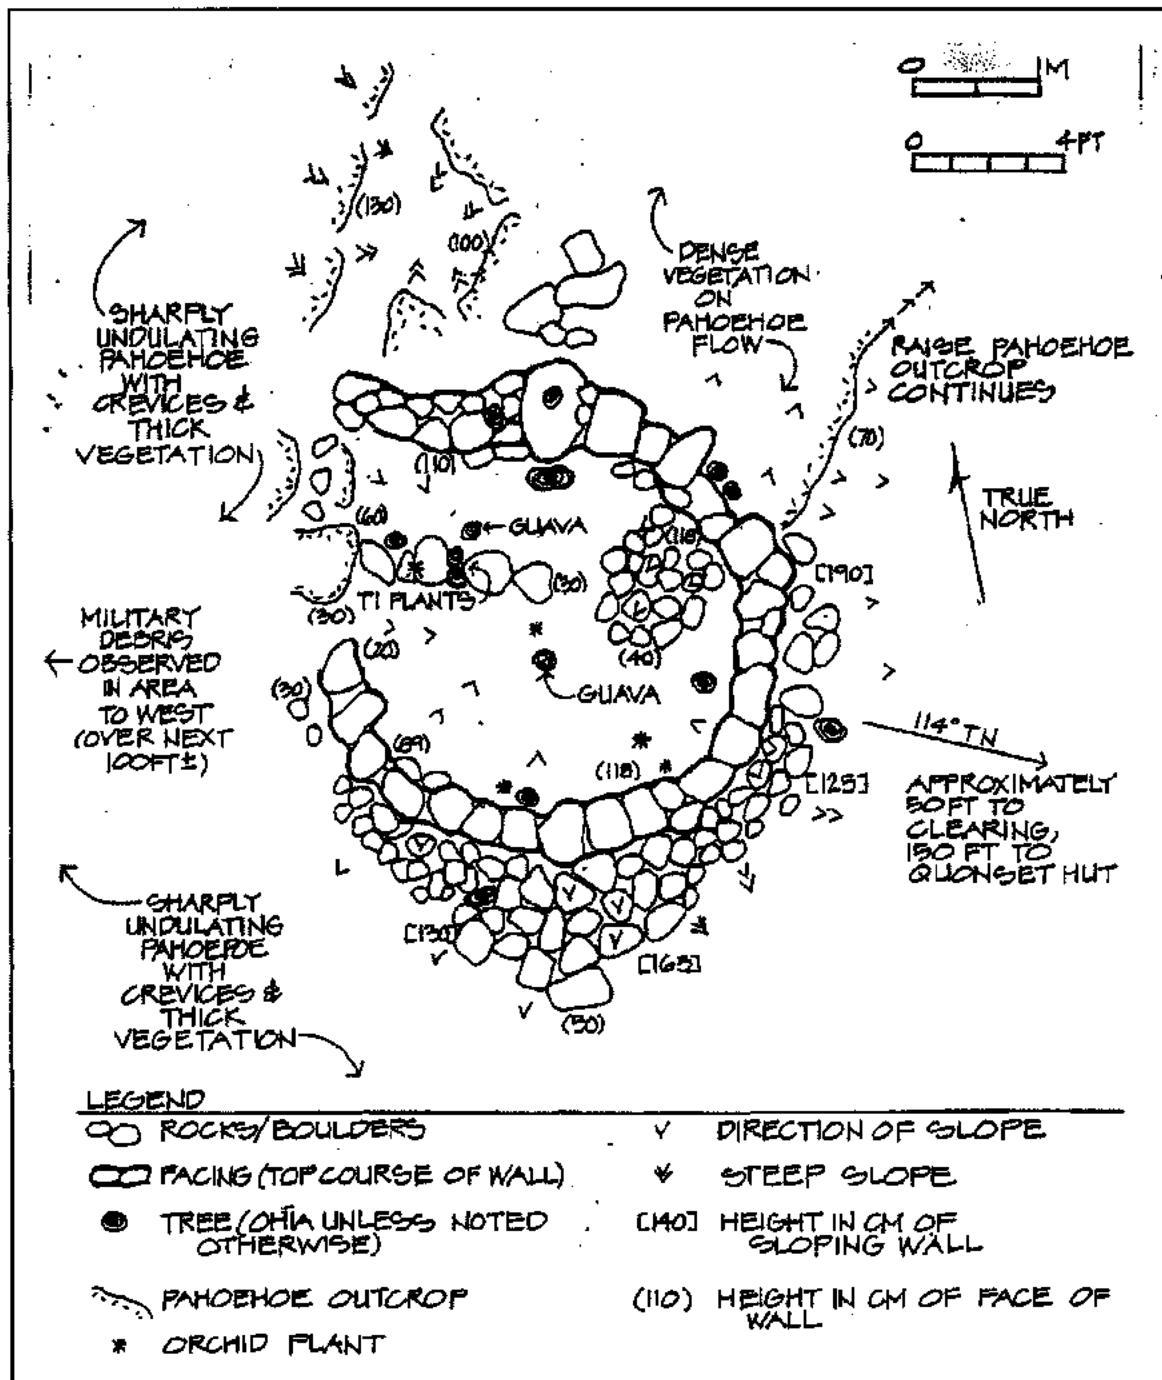 0 1M
0 4FT
(130)
(100)
DENSE
VEGETATION
ON
PAHOEHOE
FLOW
SHARPLY
UNDULATING
PAHOEHOE
WITH
CREVICES &
THICK
VEGETATION
RAISE PAHOEHOE
OUTCROP
CONTINUES
(70)
TRUE
NORTH
(110)
(60)
GUAVA
(118)
[190]
(30)
TI PLANTS
(30)
MILITARY
DEBRIS
OBSERVED
IN AREA
TO WEST
(OVER NEXT
100FT±)
(20)
(40)
(30)
GUAVA
114° TN
(89)
(118)
[125]
APPROXIMATELY
50FT TO
CLEARING,
150 FT TO
QUONSET HUT
L
SHARPLY
UNDULATING
PAHOEHOE
WITH
CREVICES &
THICK
VEGETATION
[130]
[165]
(50)
LEGEND
ROCKS/BOULDERS
FACING (TOP COURSE OF WALL)
TREE (OHIA UNLESS NOTED
OTHERWISE)
PAHOEHOE OUTCROP
ORCHID PLANT
DIRECTION OF SLOPE
STEEP SLOPE
[140] HEIGHT IN CM OF
SLOPING WALL
(110) HEIGHT IN CM OF FACE OF
WALL